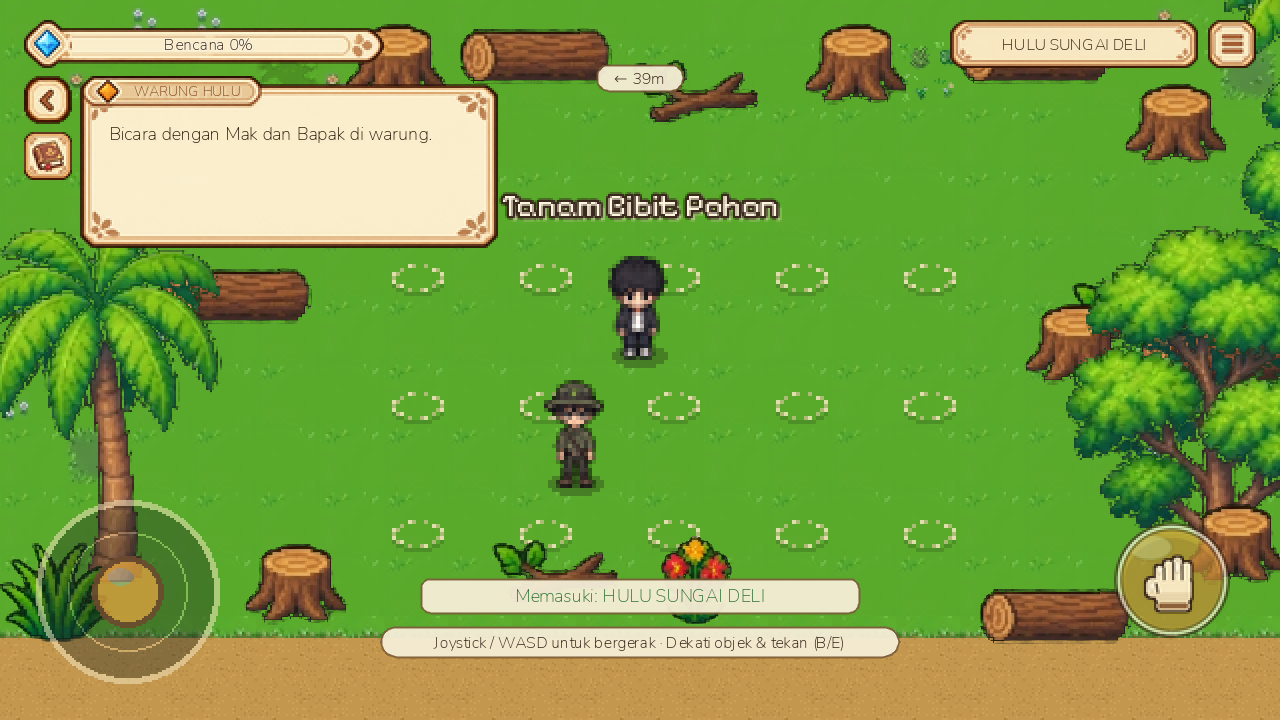 Bencana 0%
HULU SUNGAI DELI
← 39m
WARUNG HULU
Bicara dengan Mak dan Bapak di warung.
Tanam Bibit Pohon
Memasuki: HULU SUNGAI DELI
Joystick / WASD untuk bergerak · Dekati objek & tekan (B/E)